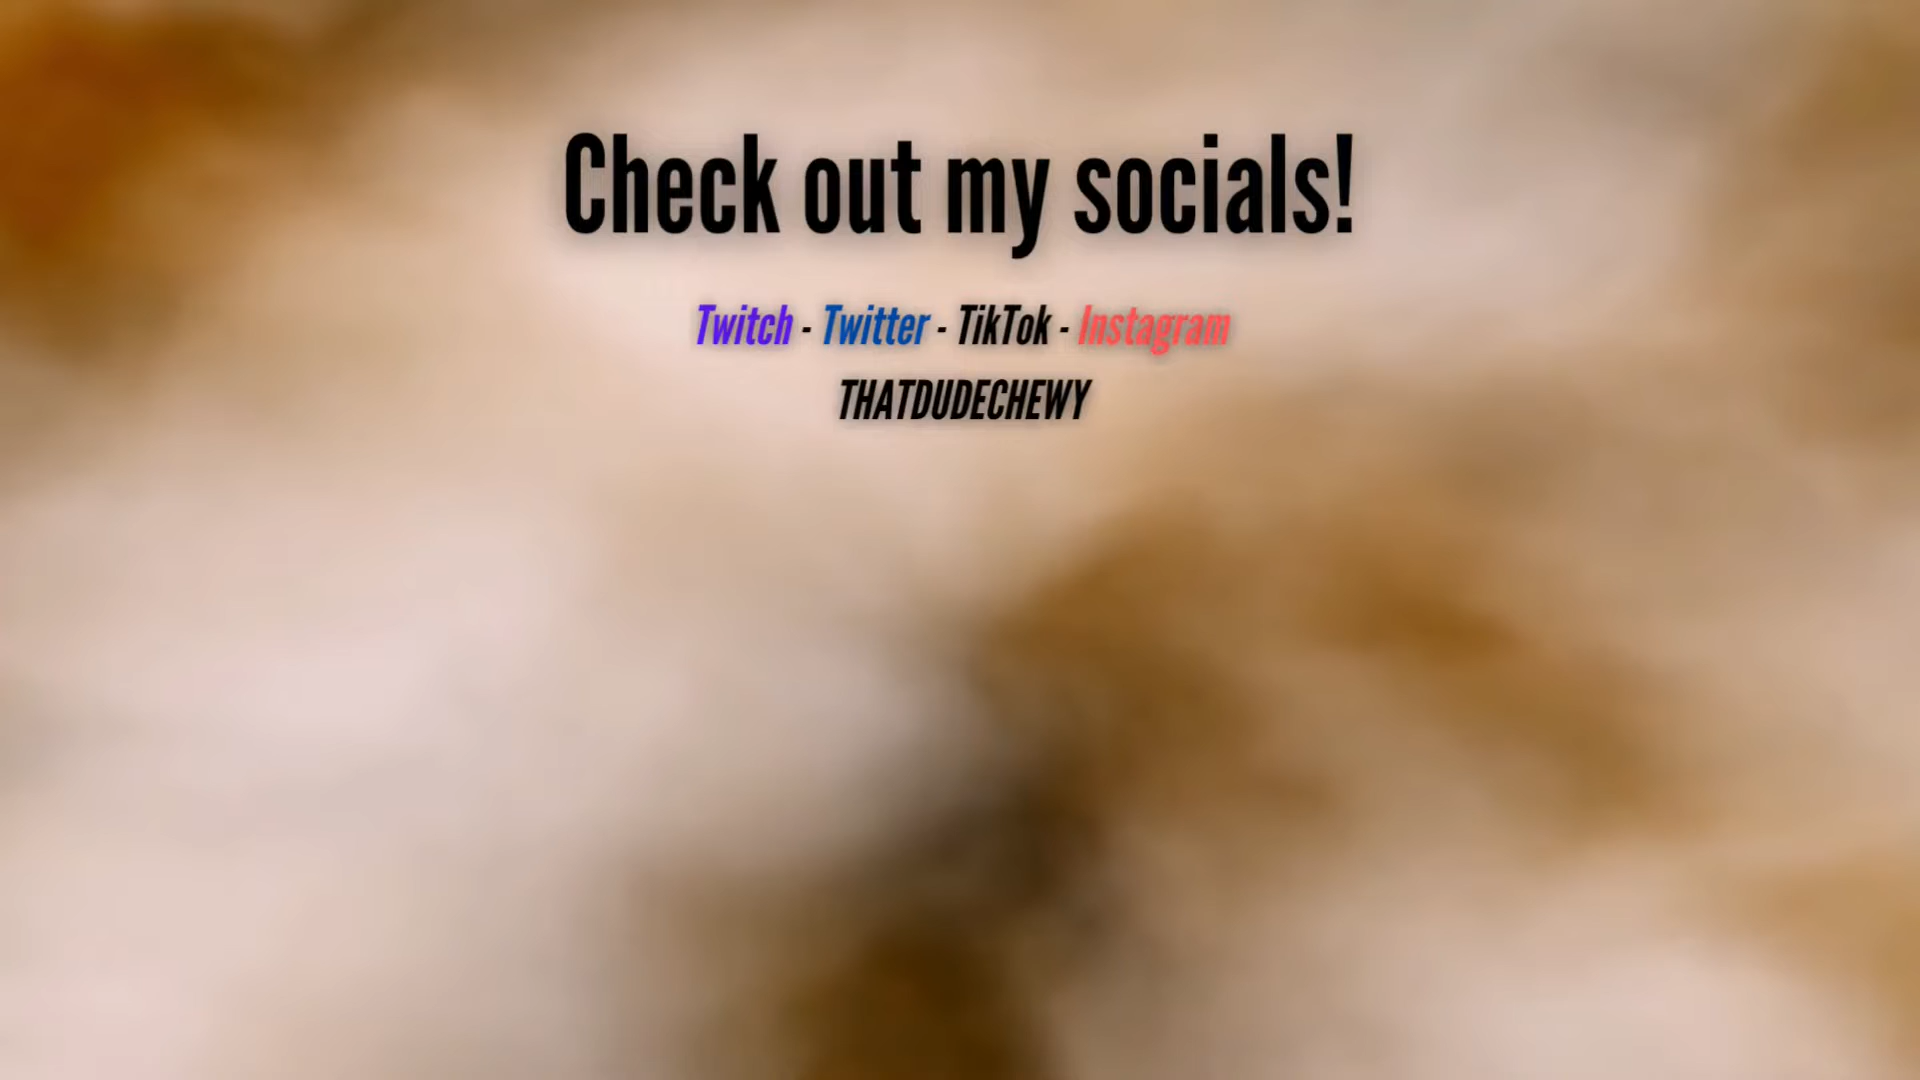 Check out my socials!
Twitch - Twitter - TikTok - Instagram
THATDUDECHEWY